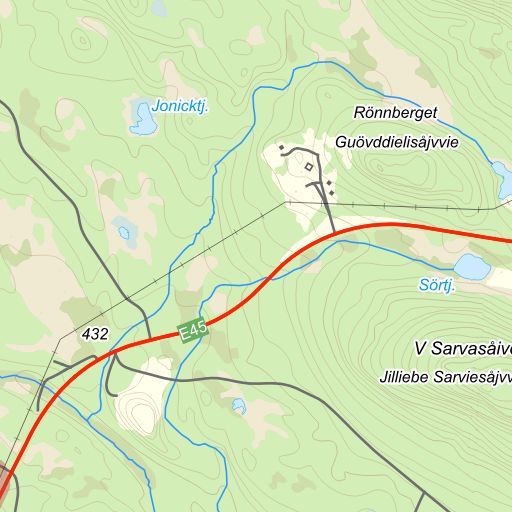 Jonicktj.
Rönnberget
Guövddielisåjvvie
Sörtj.
E45
432
V Sarvasåive
Jilliebe Sarviesåjvv